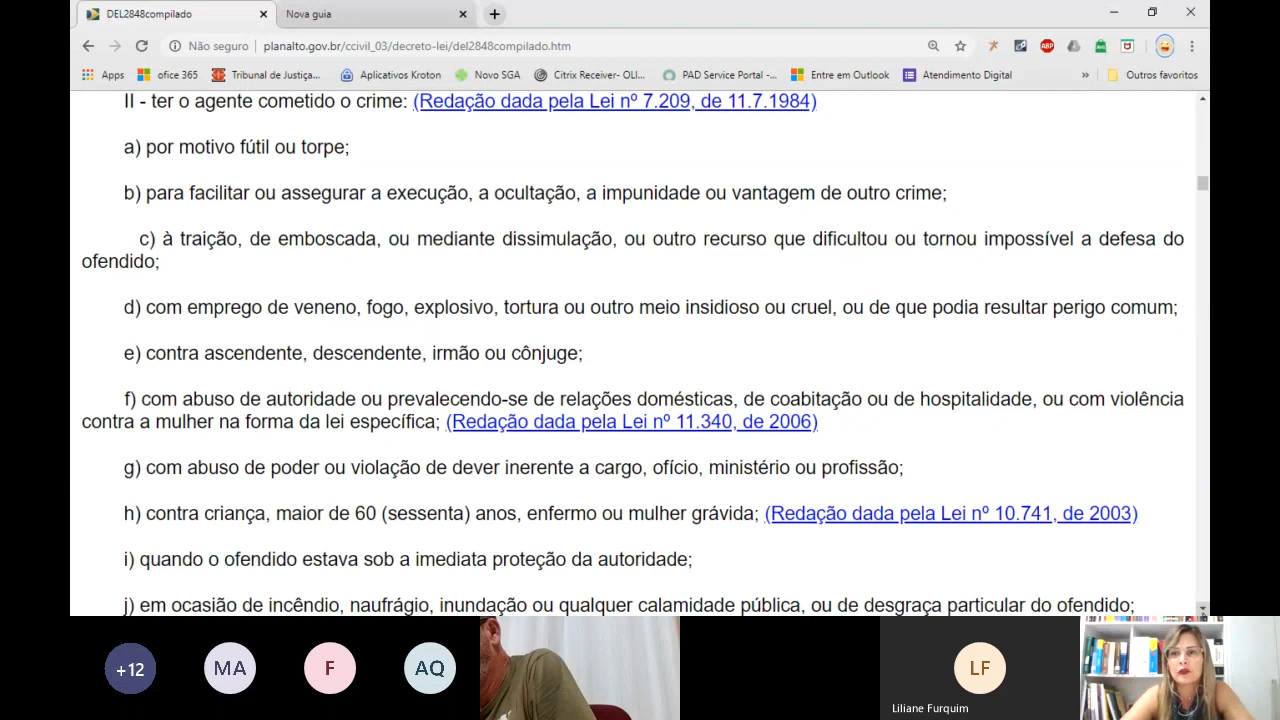 DEL2848compilado
Nova guia
Não seguro
planalto.gov.br/ccivil_03/decreto-lei/del2848compilado.htm
Apps
office 365
Tribunal de Justiça...
Aplicativos Kroton
Novo SGA
Citrix Receiver- OLI...
PAD Service Portal -...
Entre em Outlook
Atendimento Digital
»
Outros favoritos
II - ter o agente cometido o crime: (Redação dada pela Lei nº 7.209, de 11.7.1984)
a) por motivo fútil ou torpe;
b) para facilitar ou assegurar a execução, a ocultação, a impunidade ou vantagem de outro crime;
c) à traição, de emboscada, ou mediante dissimulação, ou outro recurso que dificultou ou tornou impossível a defesa do
ofendido;
d) com emprego de veneno, fogo, explosivo, tortura ou outro meio insidioso ou cruel, ou de que podia resultar perigo comum;
e) contra ascendente, descendente, irmão ou cônjuge;
f) com abuso de autoridade ou prevalecendo-se de relações domésticas, de coabitação ou de hospitalidade, ou com violência
contra a mulher na forma da lei específica; (Redação dada pela Lei nº 11.340, de 2006)
g) com abuso de poder ou violação de dever inerente a cargo, ofício, ministério ou profissão;
h) contra criança, maior de 60 (sessenta) anos, enfermo ou mulher grávida; (Redação dada pela Lei nº 10.741, de 2003)
i) quando o ofendido estava sob a imediata proteção da autoridade;
j) em ocasião de incêndio, naufrágio, inundação ou qualquer calamidade pública, ou de desgraça particular do ofendido;
+12
MA
F
AQ
LF
Liliane Furquim